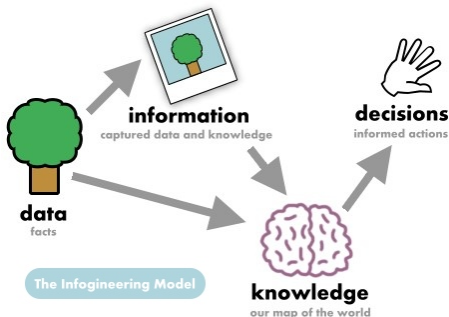 information
captured data and knowledge
decisions
informed actions
data
facts
The Infogineering Model
knowledge
our map of the world